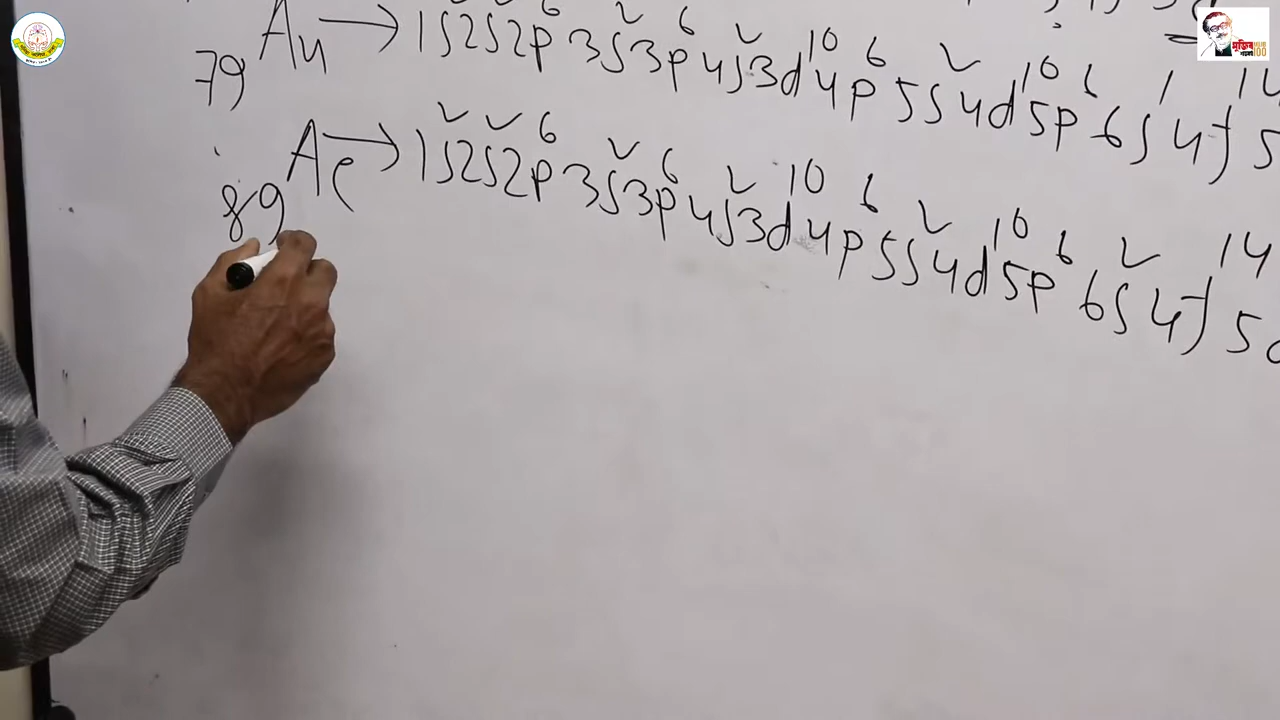 79 Au → 1s² 2s² 2p⁶ 3s² 3p⁶ 4s² 3d¹⁰ 4p⁶ 5s² 4d¹⁰ 5p⁶ 6s¹ 4f¹⁴ 5
89 Ac → 1s² 2s² 2p⁶ 3s² 3p⁶ 4s² 3d¹⁰ 4p⁶ 5s² 4d¹⁰ 5p⁶ 6s² 4f¹⁴ 5d